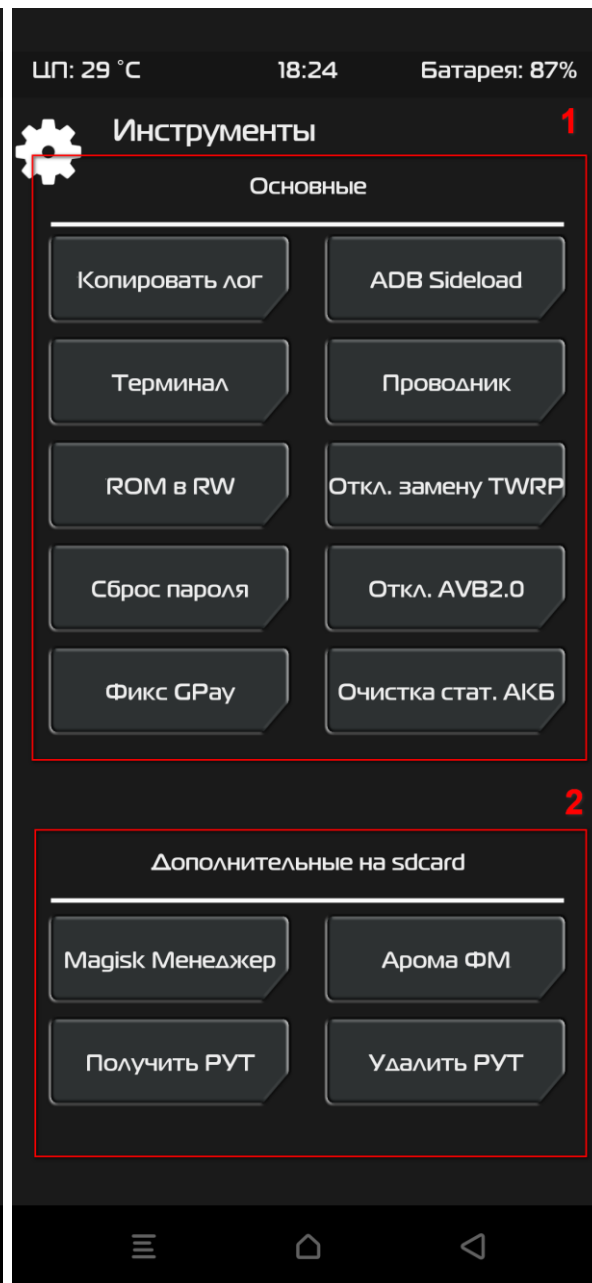 ЦП: 29 °C 18:24 Батарея: 87%
Инструменты 1
Основные
Копировать лог ADB Sideload
Терминал Проводник
ROM в RW Откл. замену TWRP
Сброс пароля Откл. AVB2.0
Фикс GPay Очистка стат. АКБ
2
Дополнительные на sdcard
Magisk Менеджер Арома ФМ
Получить РУТ Удалить РУТ